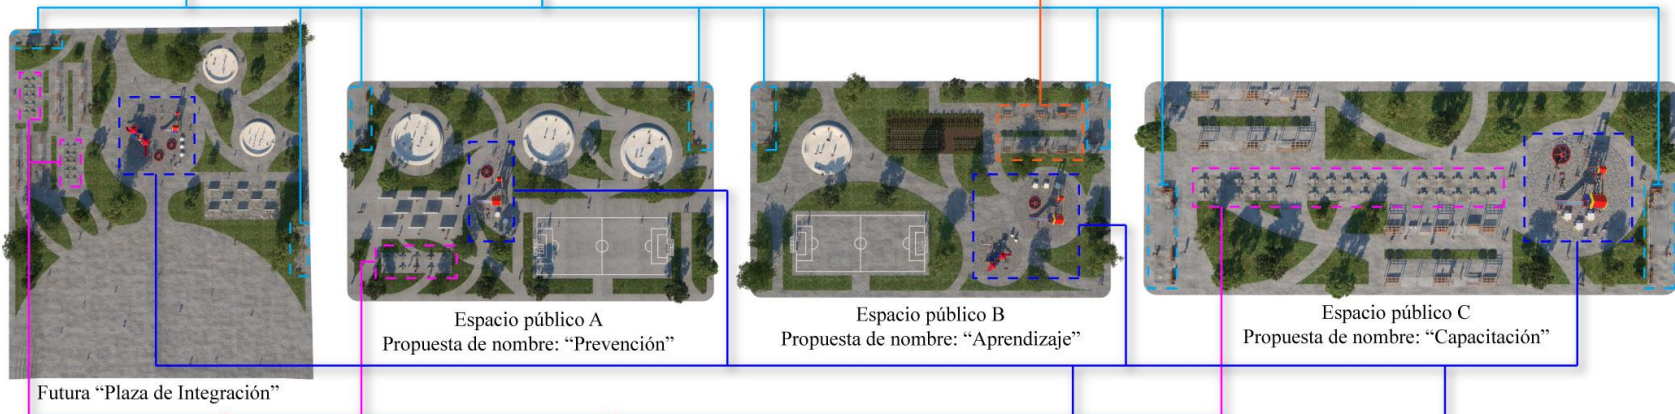 Espacio público A
Propuesta de nombre: “Prevención”
Espacio público B
Propuesta de nombre: “Aprendizaje”
Espacio público C
Propuesta de nombre: “Capacitación”
Futura “Plaza de Integración”